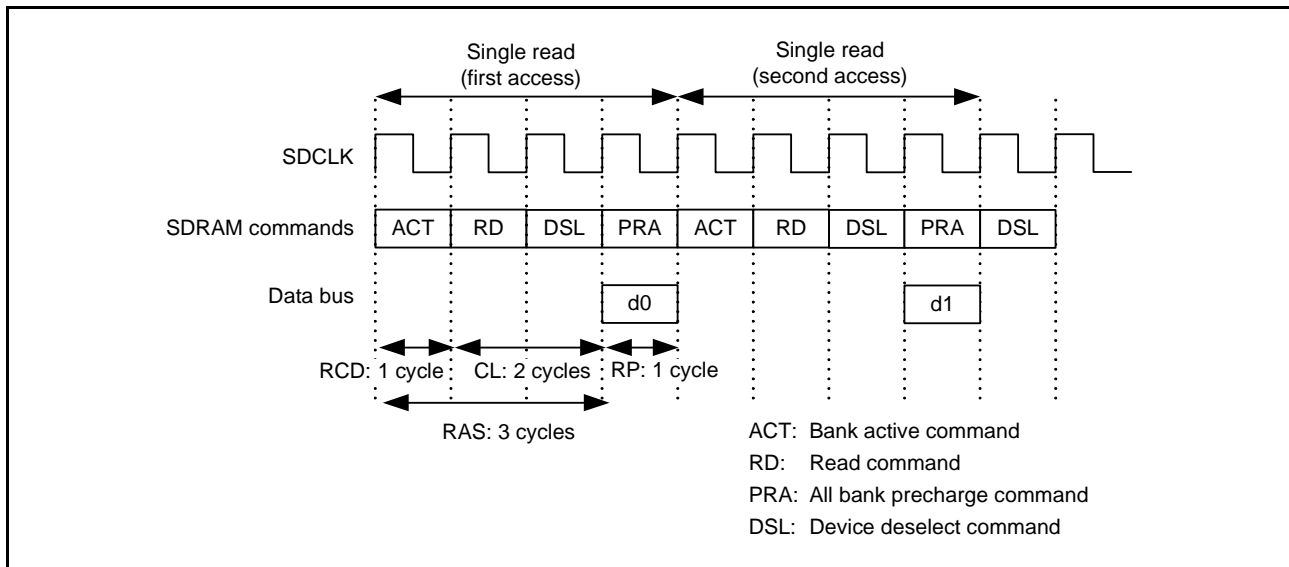 Single read
(first access)
Single read
(second access)
SDCLK
SDRAM commands ACT RD DSL PRA ACT RD DSL PRA DSL
Data bus d0 d1
RCD: 1 cycle CL: 2 cycles RP: 1 cycle
RAS: 3 cycles
ACT: Bank active command
RD: Read command
PRA: All bank precharge command
DSL: Device deselect command